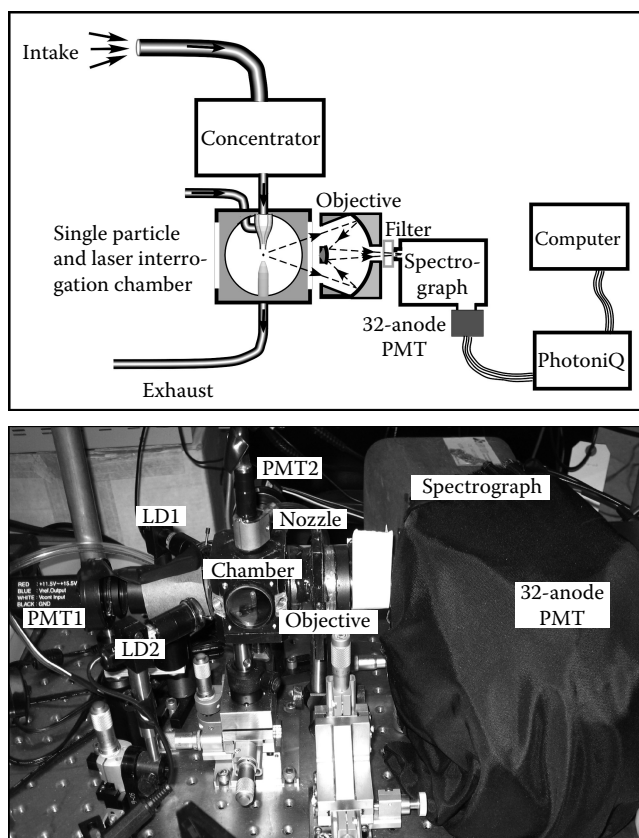 Intake
Concentrator
Objective
Filter
Single particle
and laser interro-
gation chamber
Spectro-
graph
Computer
32-anode
PMT
PhotoniQ
Exhaust
PMT2
Spectrograph
LD1
Nozzle
Chamber
RED : +11.5V~+15.5V
BLUE : Vref.Output
WHITE : Vcont Input
BLACK : GND
PMT1
32-anode
PMT
Objective
LD2